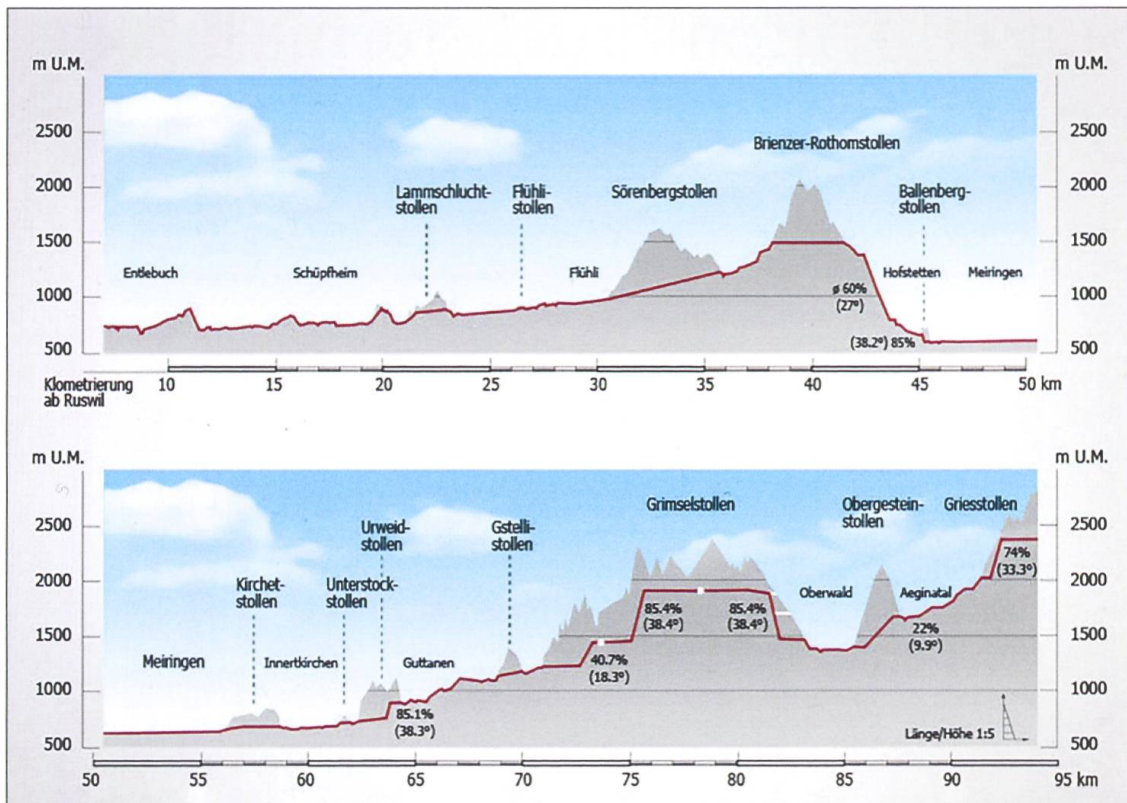 m U.M.
m U.M.
2500
2500
Brienzer-Rothornstollen
2000
2000
Lammschlucht-
stollen
Flühli-
stollen
Sörenbergstollen
Ballenberg-
stollen
1500
1500
Entlebuch
Schüpfheim
Flühli
Hofstetten
Meiringen
1000
1000
ø 60%
(27°)
(38.2°) 85%
500
500
Kilometrierung
ab Ruswil
10 15 20 25 30 35 40 45 50 km
m U.M.
m U.M.
2500
2500
Grimselstollen
Obergestein-
stollen
Griesstollen
Urweid-
stollen
Gstelli-
stollen
74%
(33.3°)
2000
2000
Kirchet-
stollen
Unterstock-
stollen
85.4%
(38.4°)
85.4%
(38.4°)
Oberwald
Aeginatal
1500
1500
22%
(9.9°)
Meiringen
Innertkirchen
Guttanen
40.7%
(18.3°)
1000
1000
85.1%
(38.3°)
Länge/Höhe 1:5
500
500
50 55 60 65 70 75 80 85 90 95 km